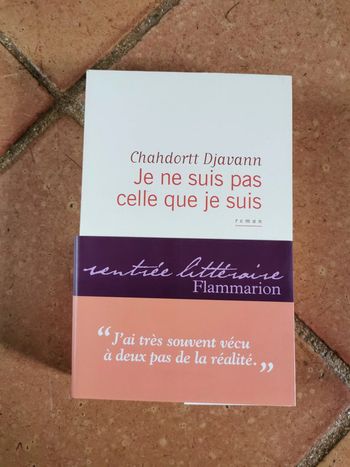 Chahdortt Djavann
Je ne suis pas
celle que je suis
roman
rentrée littéraire
Flammarion
“J'ai très souvent vécu
à deux pas de la réalité.”